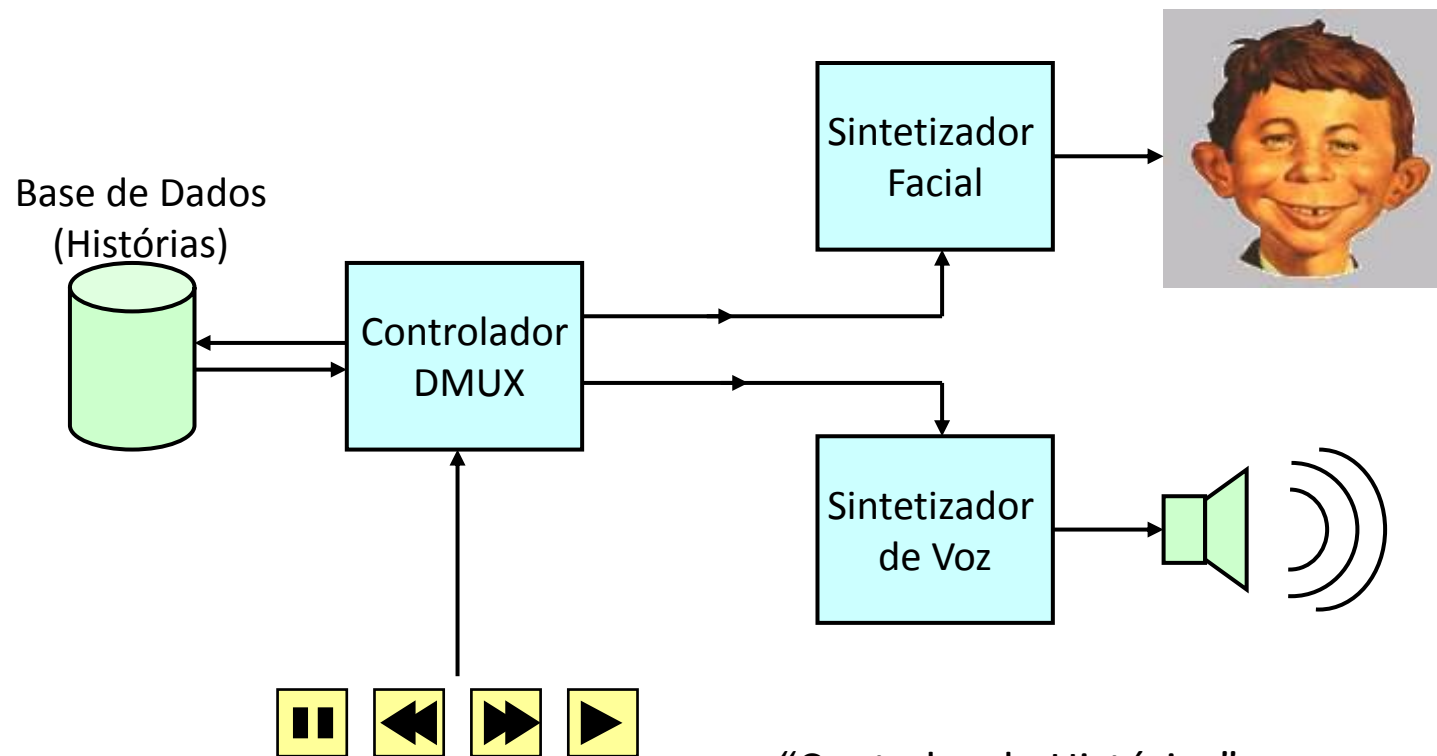 Sintetizador
Facial
Base de Dados
(Histórias)
Controlador
DMUX
Sintetizador
de Voz